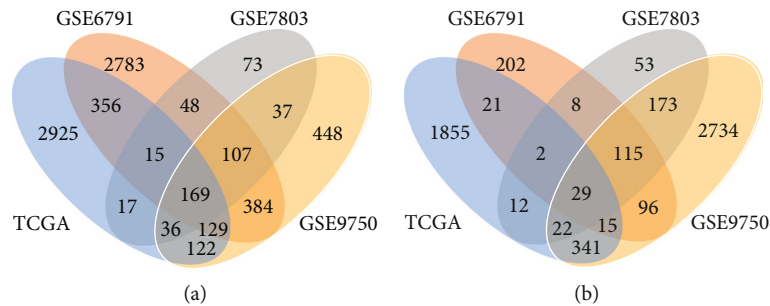 GSE6791 GSE7803
2783 73
356 48 37
2925 448
15 107
169
17 384
TCGA 36 129 GSE9750
122
(a)
GSE6791 GSE7803
202 53
21 8 173
1855 2734
2 115
29
12 96
TCGA 22 15 GSE9750
341
(b)